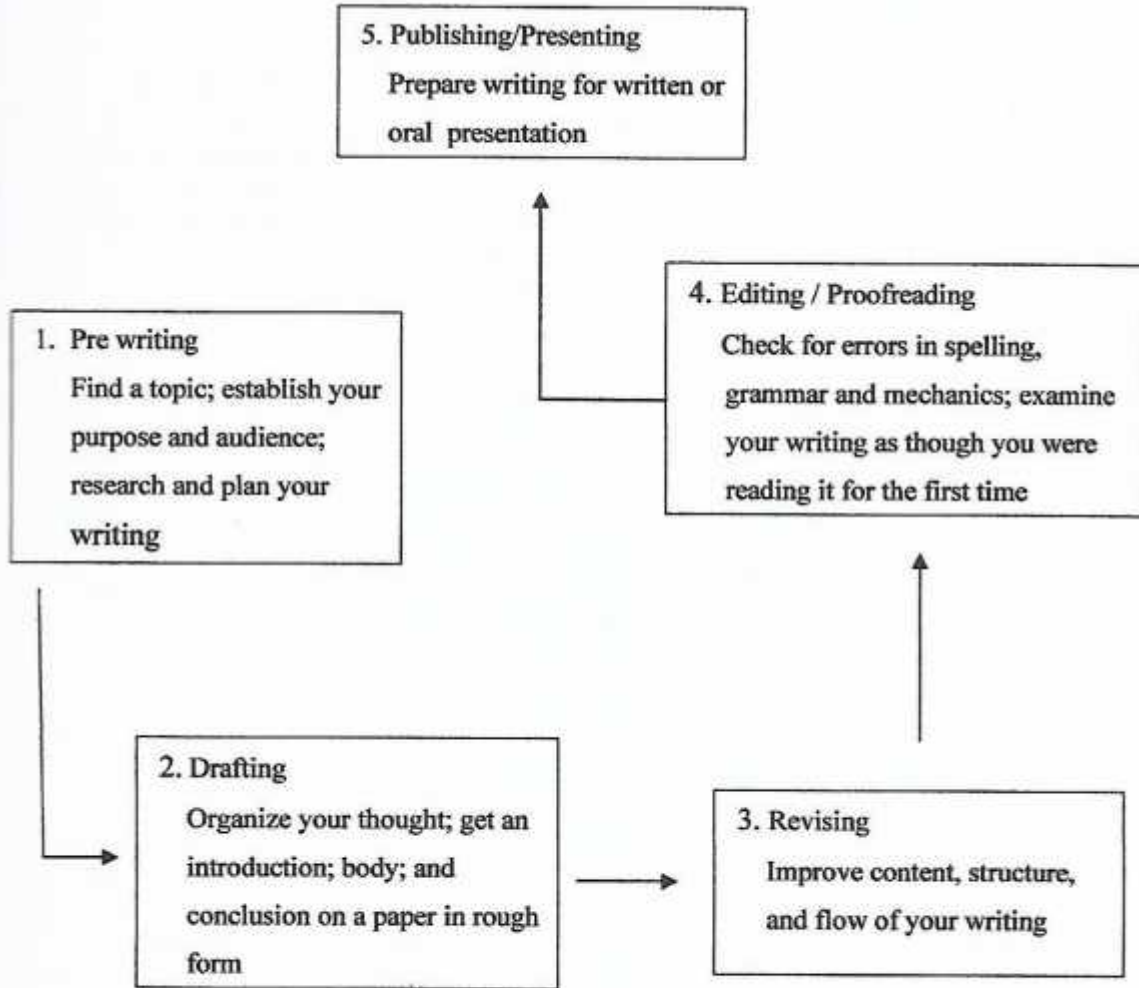 5. Publishing/Presenting
Prepare writing for written or
oral presentation
4. Editing / Proofreading
Check for errors in spelling,
grammar and mechanics; examine
your writing as though you were
reading it for the first time
1. Pre writing
Find a topic; establish your
purpose and audience;
research and plan your
writing
2. Drafting
Organize your thought; get an
introduction; body; and
conclusion on a paper in rough
form
3. Revising
Improve content, structure,
and flow of your writing